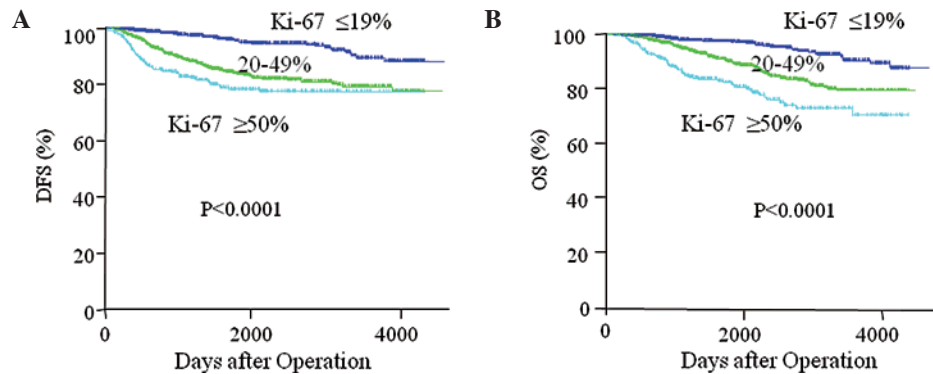 A
Ki-67 ≤19%
100
20-49%
80
Ki-67 ≥50%
60
DFS (%)
40
P<0.0001
20
0
0 2000 4000
Days after Operation
B
Ki-67 ≤19%
100
20-49%
80
Ki-67 ≥50%
60
OS (%)
40
P<0.0001
20
0
0 2000 4000
Days after Operation